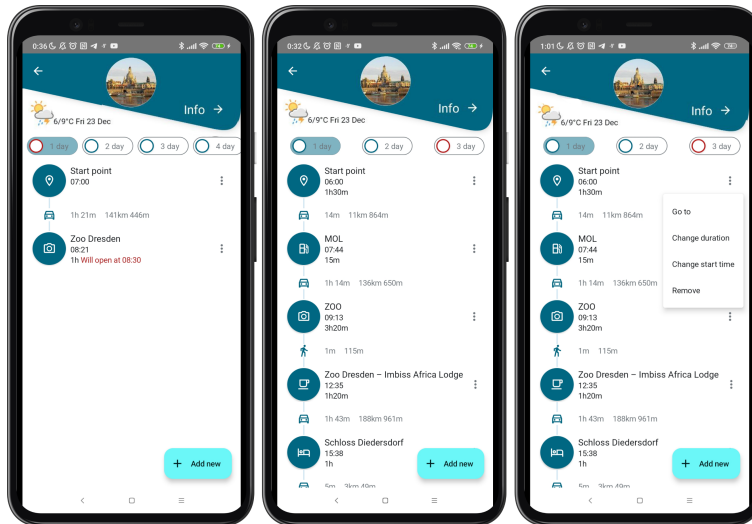 0:36
Info →
6/9°C Fri 23 Dec
1 day
2 day
3 day
4 day
Start point
07:00
1h 21m 141km 446m
Zoo Dresden
08:21
1h Will open at 08:30
+ Add new
0:32
Info →
6/9°C Fri 23 Dec
1 day
2 day
3 day
Start point
06:00
1h30m
14m 11km 864m
MOL
07:44
15m
1h 14m 136km 650m
ZOO
09:13
3h20m
1m 115m
Zoo Dresden – Imbiss Africa Lodge
12:35
1h20m
1h 43m 188km 961m
Schloss Diedersdorf
15:38
1h
+ Add new
5m 3km 49m
1:01
Info →
6/9°C Fri 23 Dec
1 day
2 day
3 day
Start point
06:00
1h30m
Go to
Change duration
Change start time
Remove
14m 11km 864m
MOL
07:44
15m
1h 14m 136km 650m
ZOO
09:13
3h20m
1m 115m
Zoo Dresden – Imbiss Africa Lodge
12:35
1h20m
1h 43m 188km 961m
Schloss Diedersdorf
15:38
1h
+ Add new
5m 3km 49m